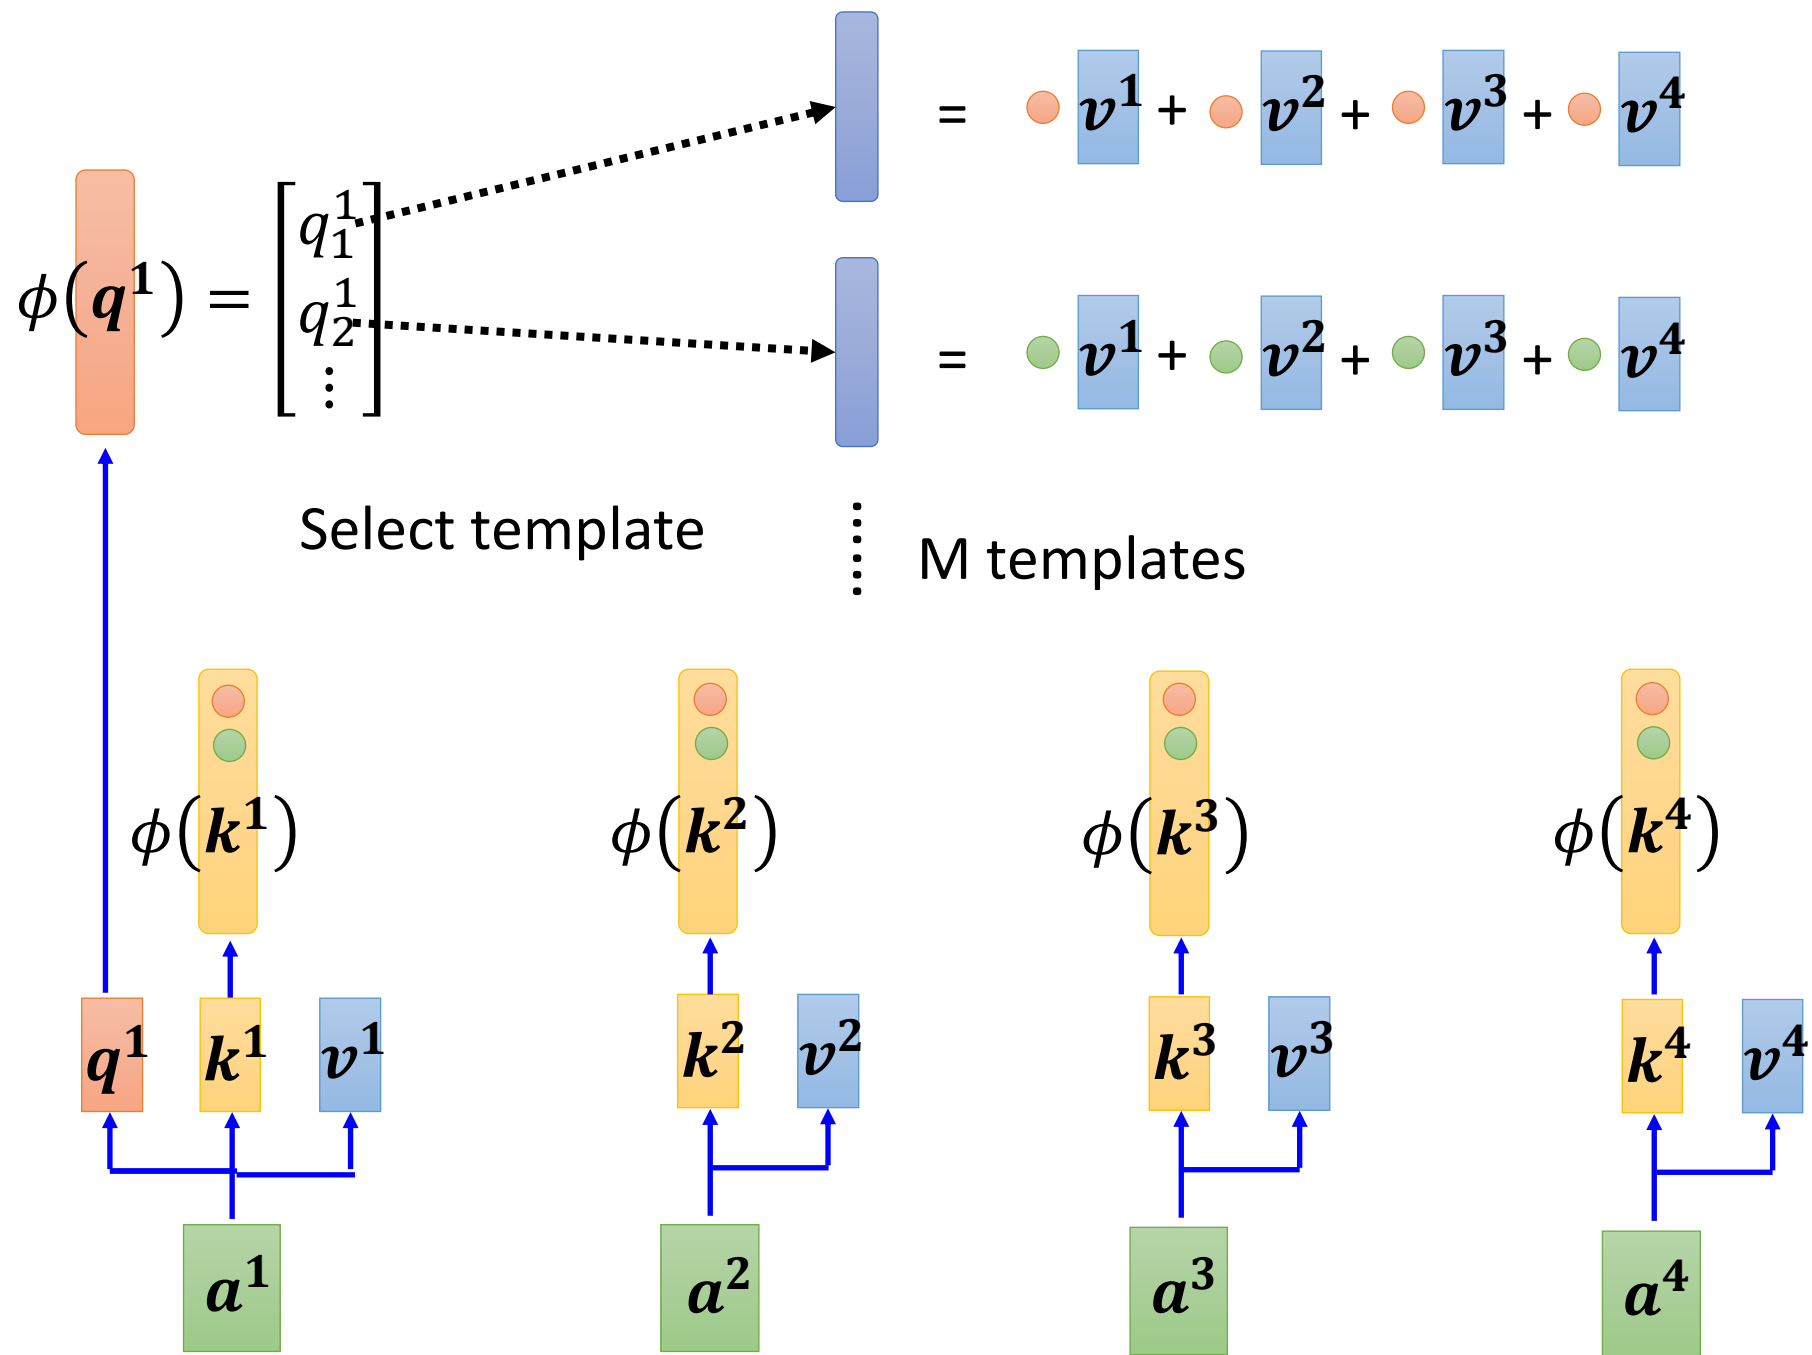 = v¹ + v² + v³ + v⁴
ϕ(q¹) = [q₁¹ q₂¹ ⋮]
= v¹ + v² + v³ + v⁴
Select template
M templates
ϕ(k¹) ϕ(k²) ϕ(k³) ϕ(k⁴)
q¹ k¹ v¹ k² v² k³ v³ k⁴ v⁴
a¹ a² a³ a⁴